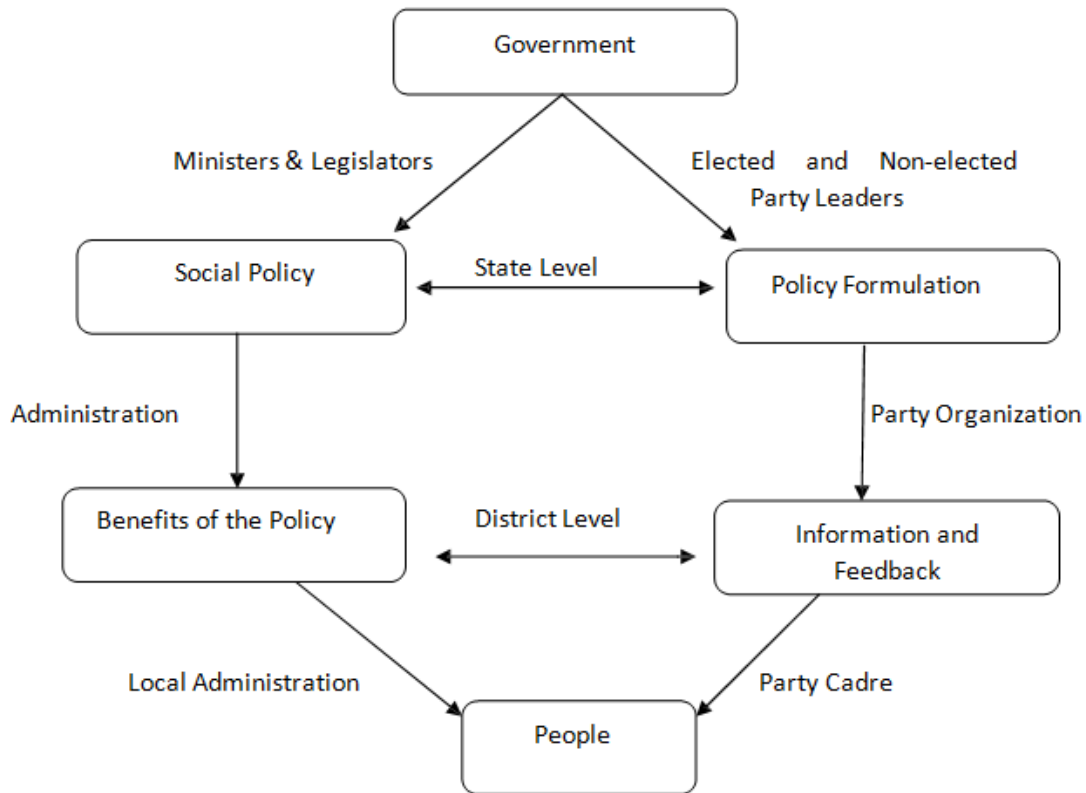 Government
Ministers & Legislators
Elected and Non-elected
Party Leaders
Social Policy
State Level
Policy Formulation
Administration
Party Organization
Benefits of the Policy
District Level
Information and
Feedback
Local Administration
Party Cadre
People